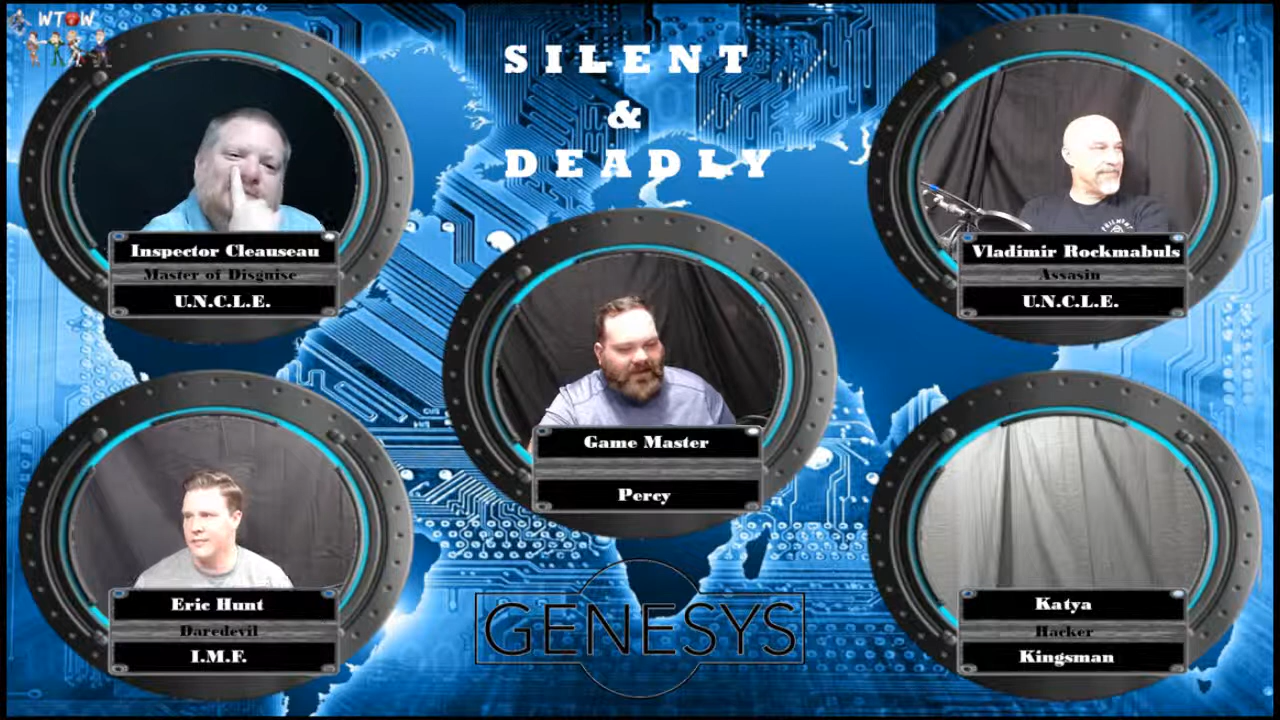 WTOW
SILENT
&
DEADLY
Inspector Cleauseau
Master of Disguise
U.N.C.L.E.
Vladimir Rockmabuls
Assasin
U.N.C.L.E.
Game Master
Percy
Eric Hunt
Daredevil
I.M.F.
Katya
Hacker
Kingsman
GENESYS